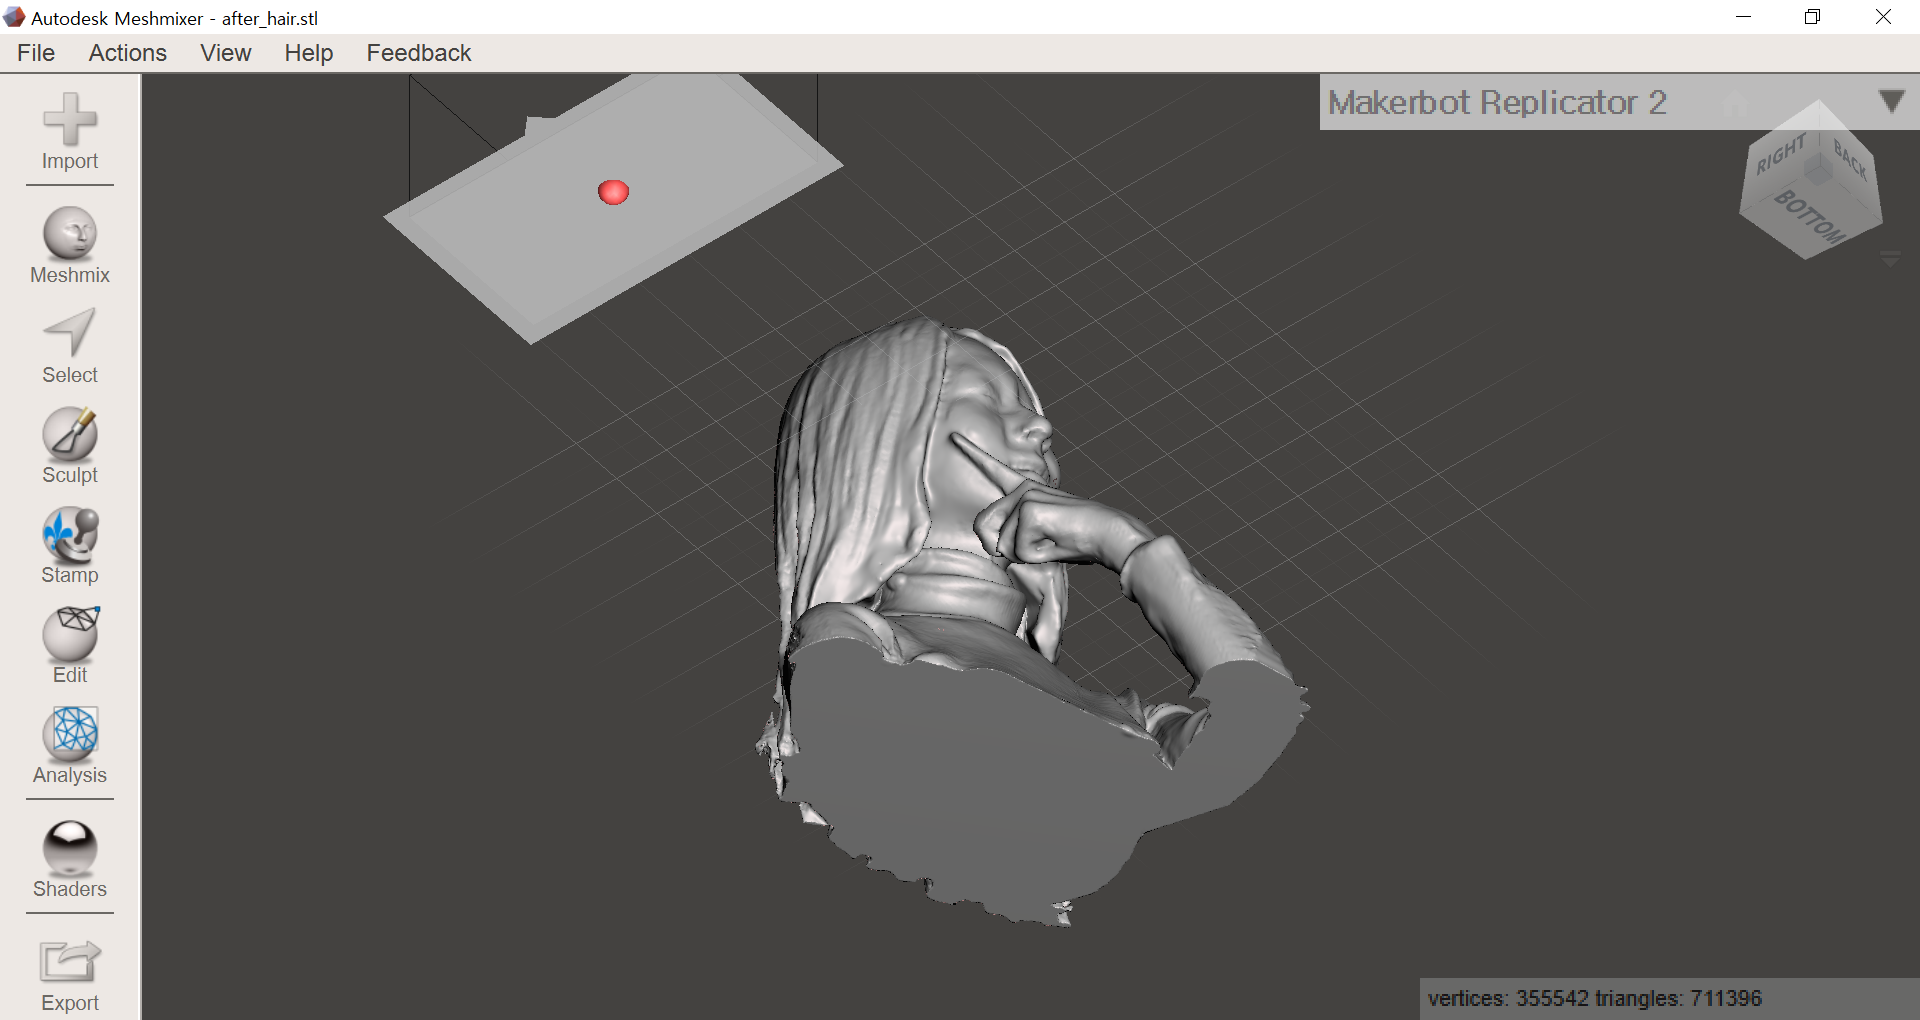 Autodesk Meshmixer - after_hair.stl
File Actions View Help Feedback
Import
Meshmix
Select
Sculpt
Stamp
Edit
Analysis
Shaders
Export
Makerbot Replicator 2
RIGHT
BACK
BOTTOM
vertices: 355542 triangles: 711396